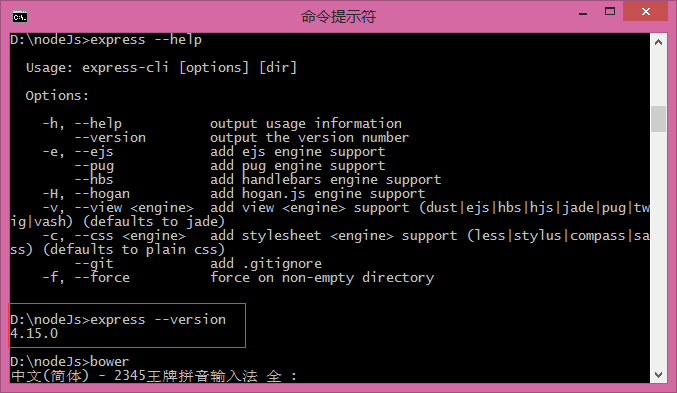 命令提示符
D:\nodeJs>express --help
Usage: express-cli [options] [dir]
Options:
-h, --help output usage information
--version output the version number
-e, --ejs add ejs engine support
--pug add pug engine support
--hbs add handlebars engine support
-H, --hogan add hogan.js engine support
-v, --view <engine> add view <engine> support (dust|ejs|hbs|hjs|jade|pug|tw
ig|vash) (defaults to jade)
-c, --css <engine> add stylesheet <engine> support (less|stylus|compass|sa
ss) (defaults to plain css)
--git add .gitignore
-f, --force force on non-empty directory
D:\nodeJs>express --version
4.15.0
D:\nodeJs>bower
中文(简体) - 2345王牌拼音输入法 全 :